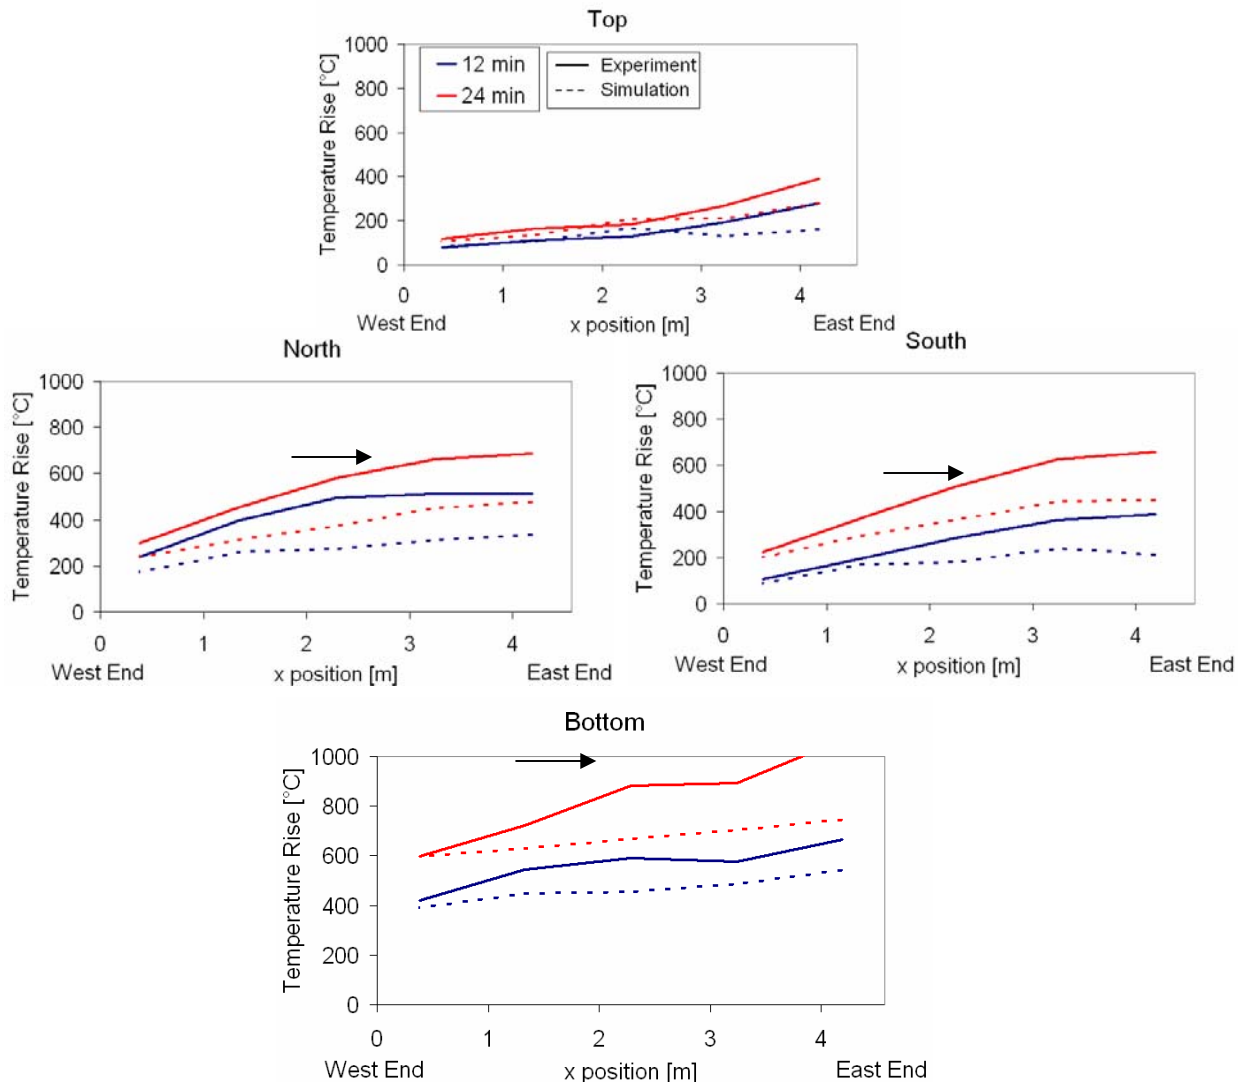 Top
Temperature Rise [°C]
1000
800
600
400
200
0
12 min
24 min
Experiment
Simulation
0 1 2 3 4
West End x position [m] East End
North
Temperature Rise [°C]
1000
800
600
400
200
0
0 1 2 3 4
West End x position [m] East End
South
Temperature Rise [°C]
1000
800
600
400
200
0
0 1 2 3 4
West End x position [m] East End
Bottom
Temperature Rise [°C]
1000
800
600
400
200
0
0 1 2 3 4
West End x position [m] East End